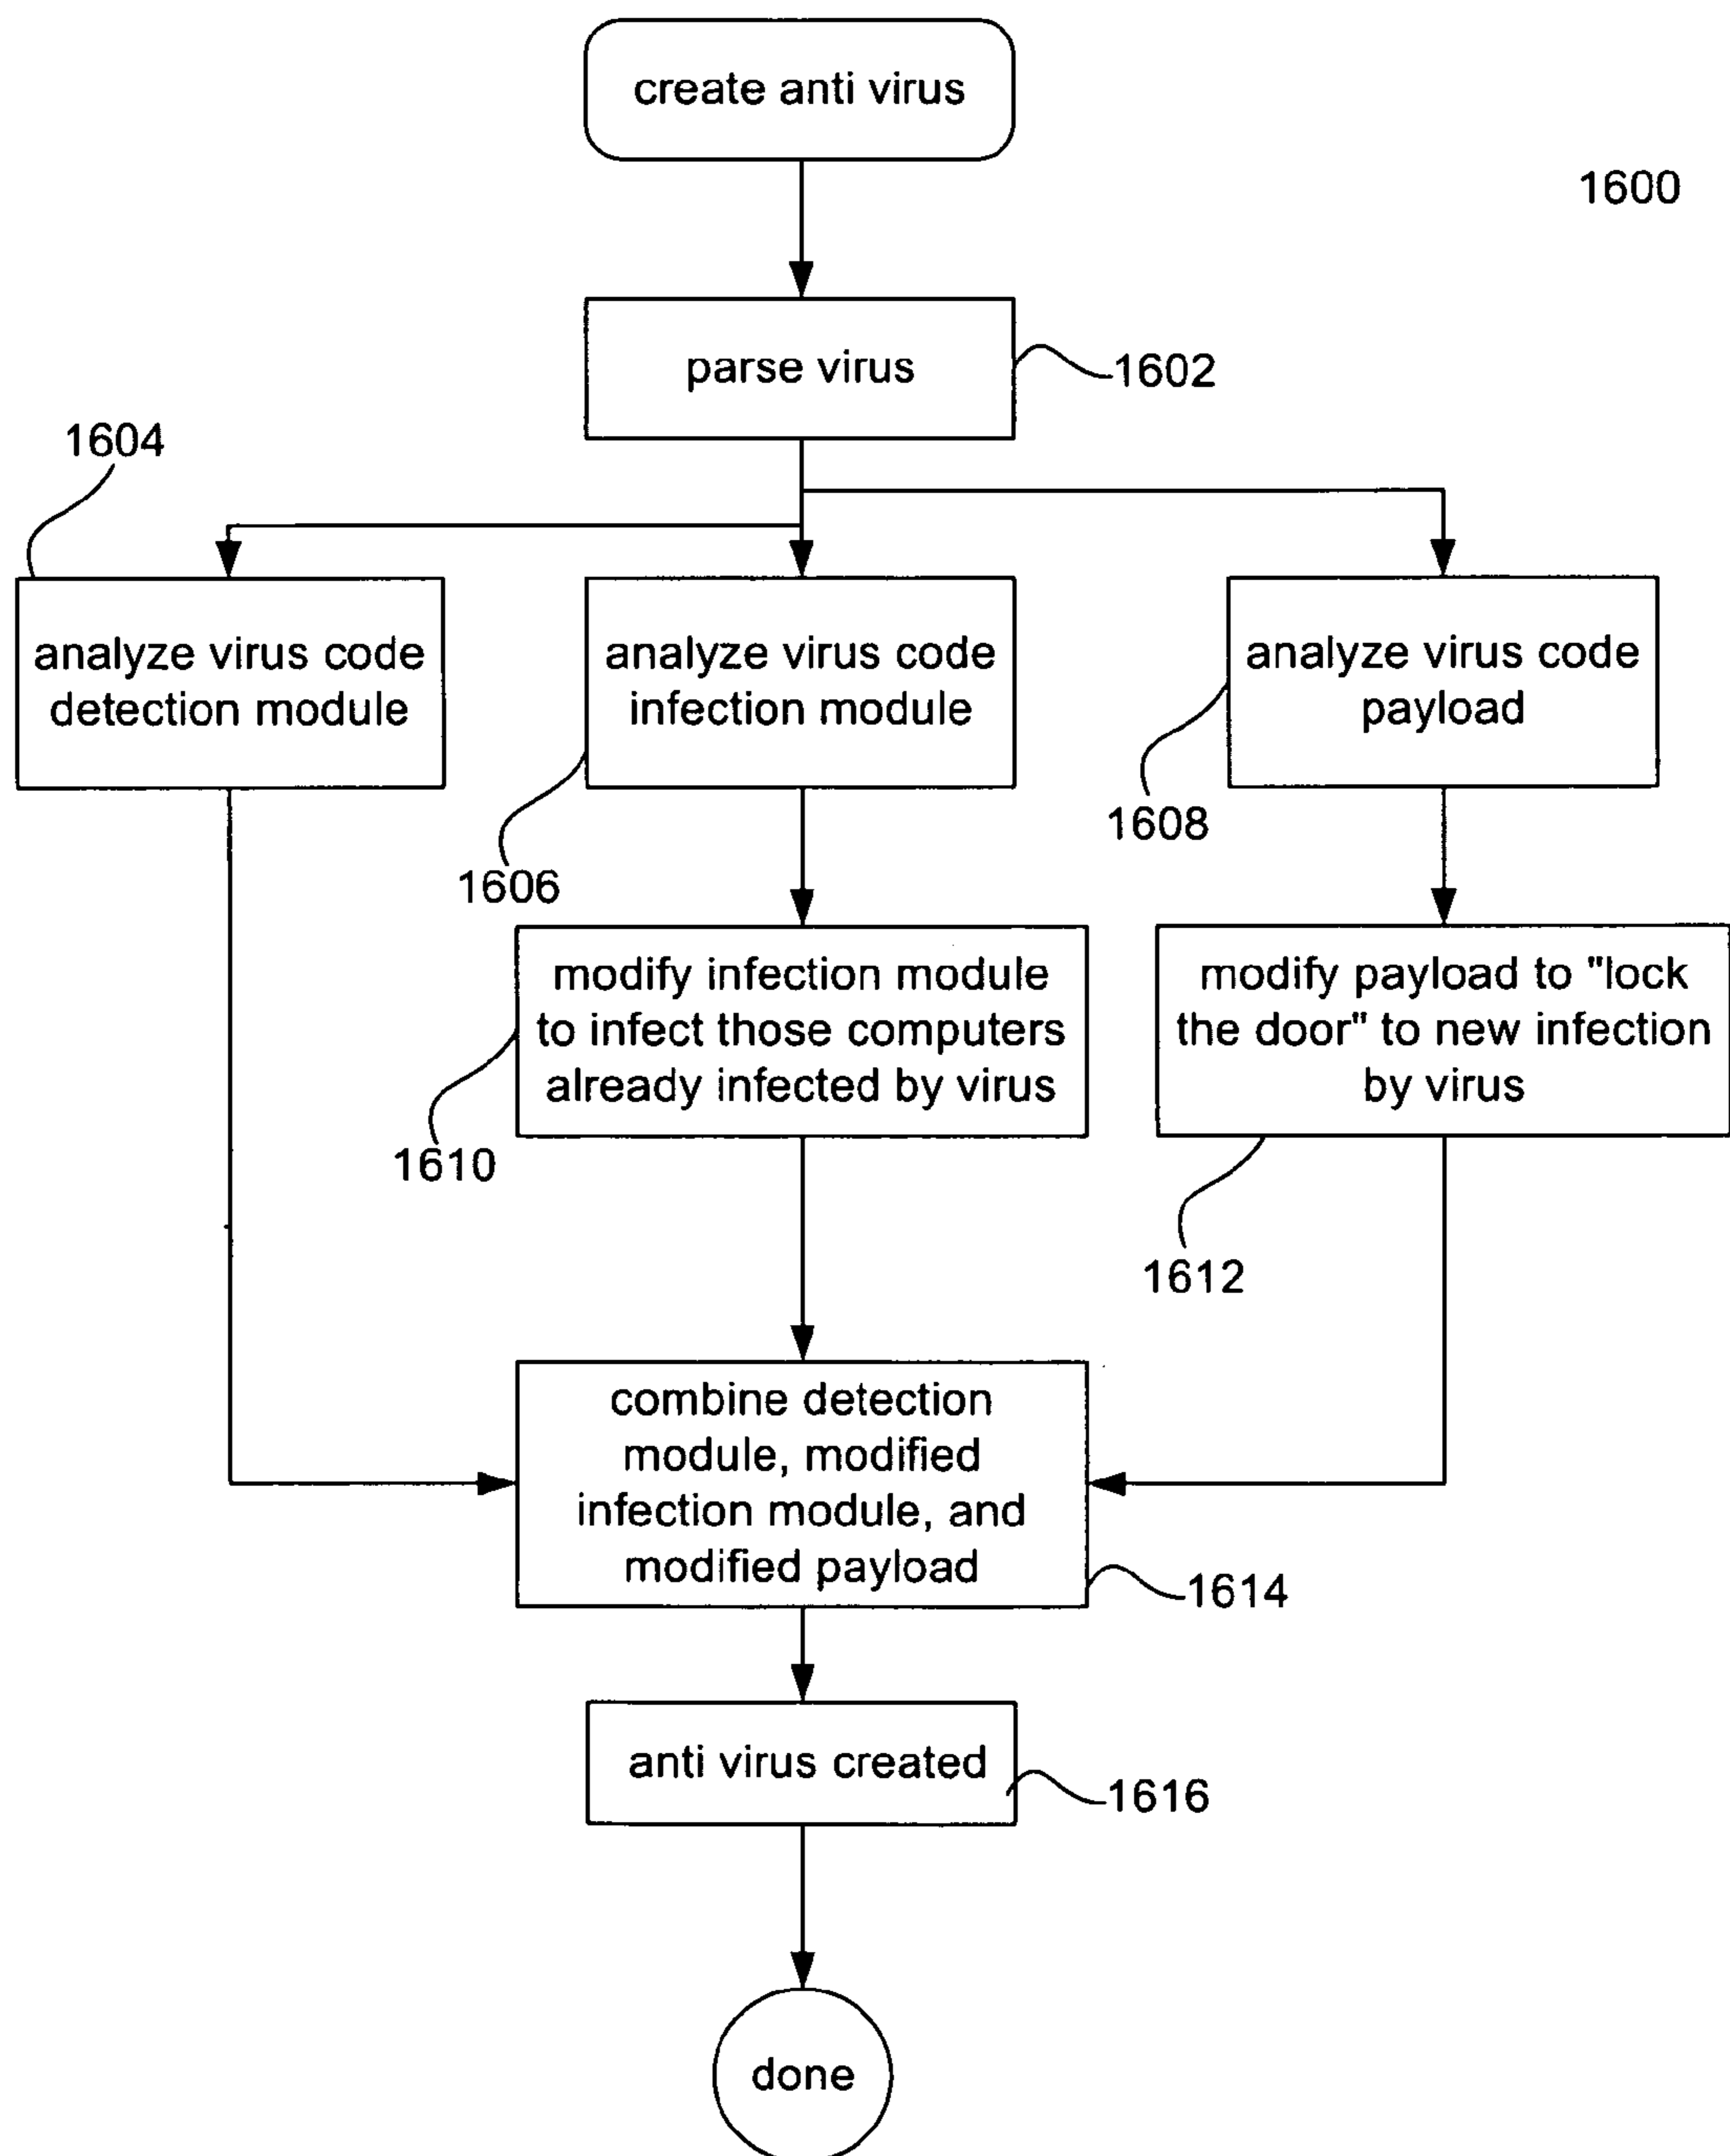 create anti virus
1600
parse virus
1602
1604
analyze virus code
detection module
analyze virus code
infection module
analyze virus code
payload
1606
1608
modify infection module
to infect those computers
already infected by virus
modify payload to "lock
the door" to new infection
by virus
1610
1612
combine detection
module, modified
infection module, and
modified payload
1614
anti virus created
1616
done